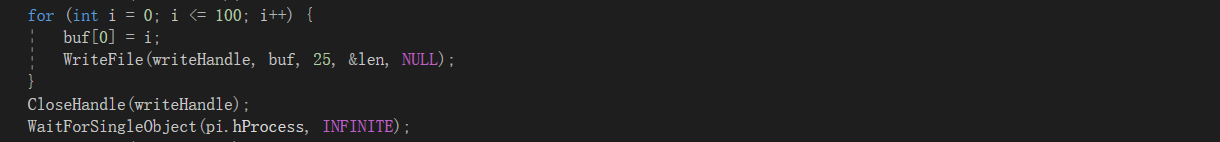 for (int i = 0; i <= 100; i++) {
buf[0] = i;
WriteFile(writeHandle, buf, 25, &len, NULL);
}
CloseHandle(writeHandle);
WaitForSingleObject(pi.hProcess, INFINITE);